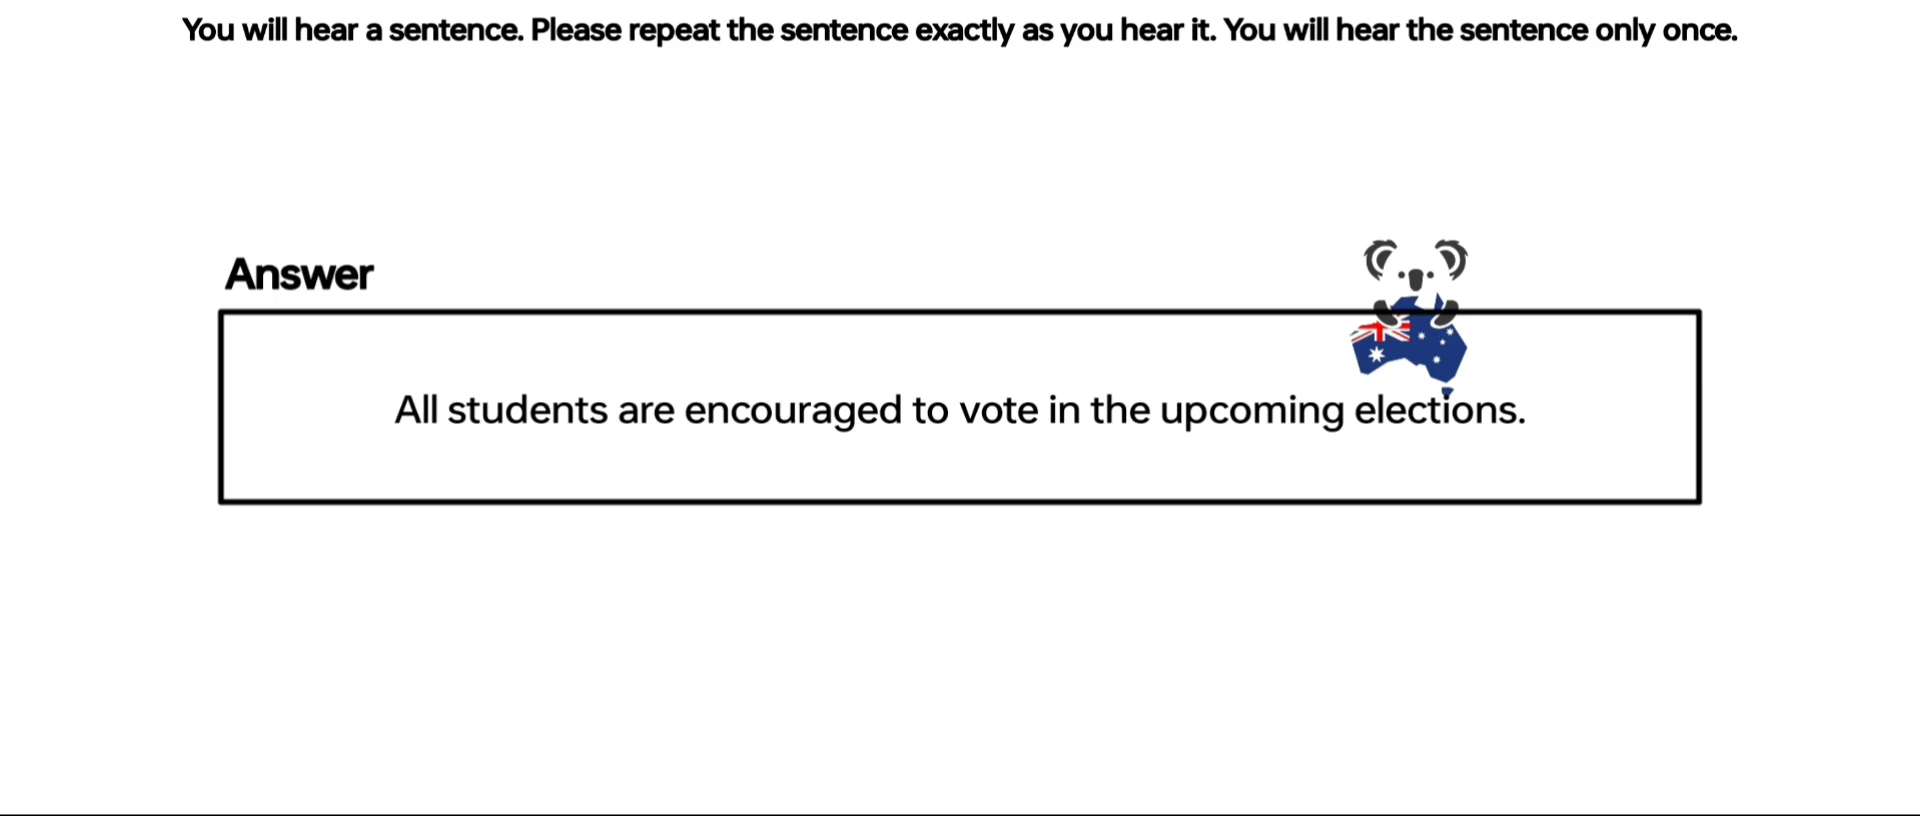 You will hear a sentence. Please repeat the sentence exactly as you hear it. You will hear the sentence only once.
Answer
All students are encouraged to vote in the upcoming elections.